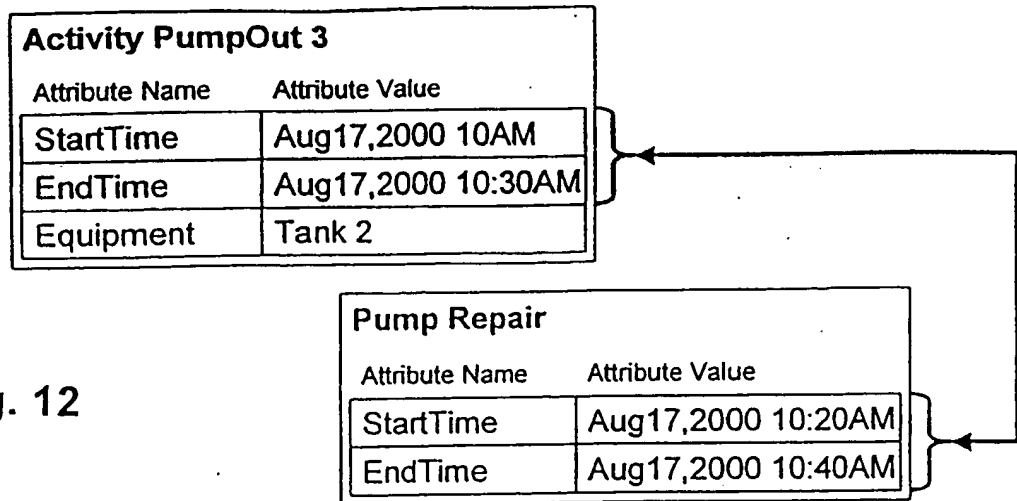 Activity PumpOut 3
Attribute Name Attribute Value
StartTime Aug17,2000 10AM
EndTime Aug17,2000 10:30AM
Equipment Tank 2
Pump Repair
Attribute Name Attribute Value
StartTime Aug17,2000 10:20AM
EndTime Aug17,2000 10:40AM
. 12